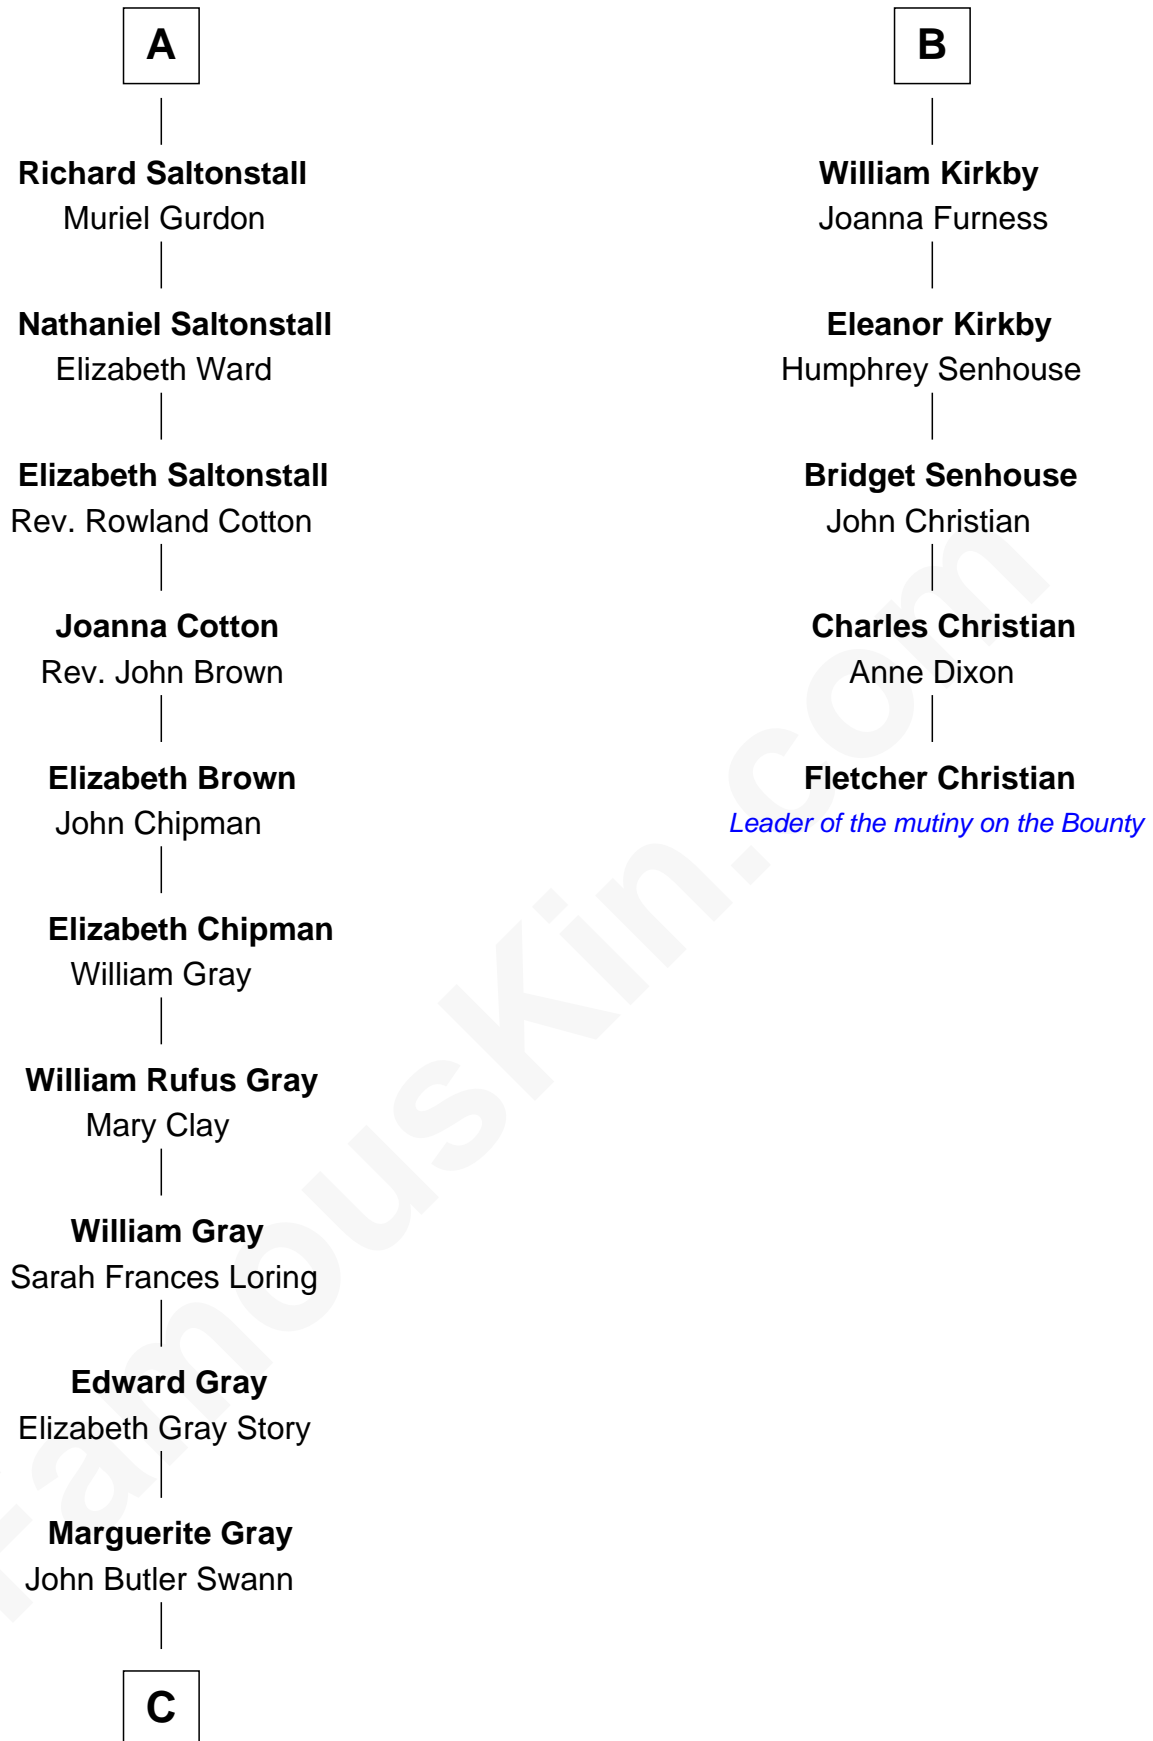 A
Richard Saltonstall
Muriel Gurdon
Nathaniel Saltonstall
Elizabeth Ward
Elizabeth Saltonstall
Rev. Rowland Cotton
Joanna Cotton
Rev. John Brown
Elizabeth Brown
John Chipman
Elizabeth Chipman
William Gray
William Rufus Gray
Mary Clay
William Gray
Sarah Frances Loring
Edward Gray
Elizabeth Gray Story
Marguerite Gray
John Butler Swann
C
B
William Kirkby
Joanna Furness
Eleanor Kirkby
Humphrey Senhouse
Bridget Senhouse
John Christian
Charles Christian
Anne Dixon
Fletcher Christian
Leader of the mutiny on the Bounty
FamousKin.com